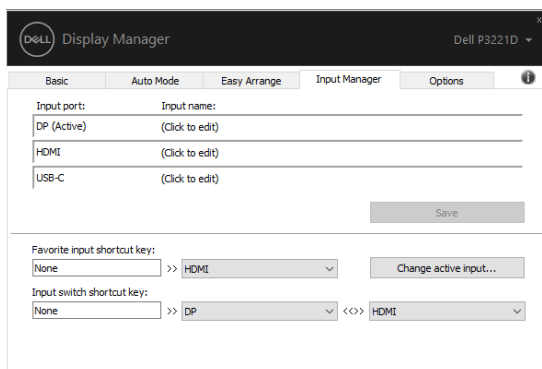 x
DELL Display Manager Dell P3221D
Basic Auto Mode Easy Arrange Input Manager Options i
Input port: Input name:
DP (Active) (Click to edit)
HDMI (Click to edit)
USB-C (Click to edit)
Save
Favorite input shortcut key:
None >> HDMI Change active input...
Input switch shortcut key:
None >> DP <<>> HDMI